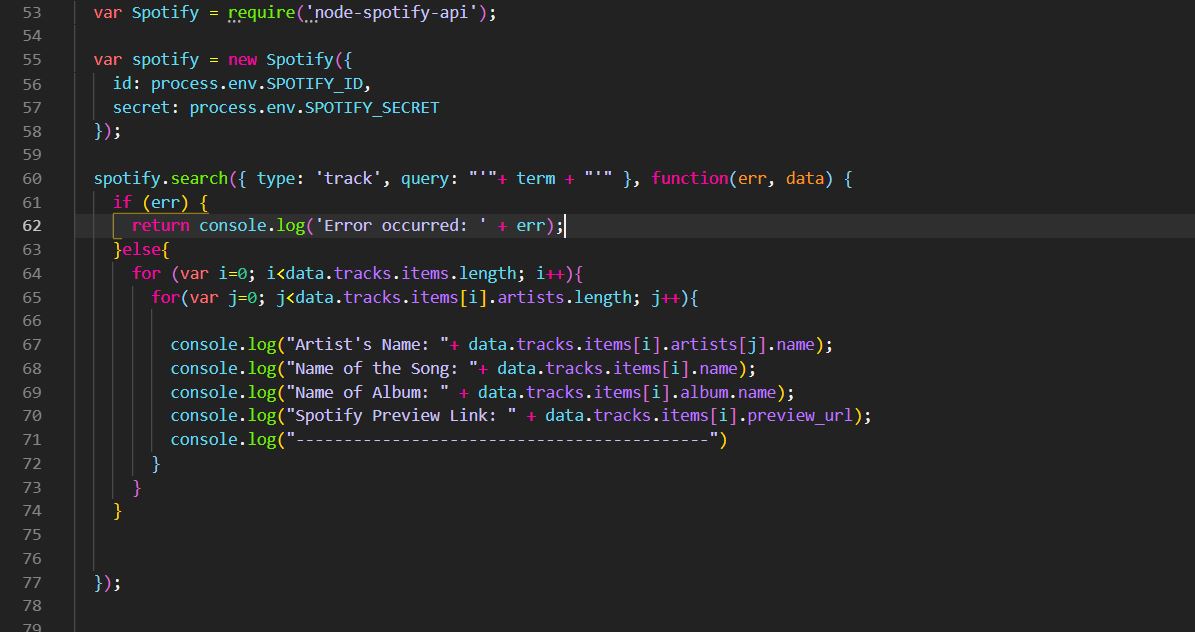 53 var Spotify = require('node-spotify-api');
54
55 var spotify = new Spotify({
56 id: process.env.SPOTIFY_ID,
57 secret: process.env.SPOTIFY_SECRET
58 });
59
60 spotify.search({ type: 'track', query: "'"+ term + "'" }, function(err, data) {
61 if (err) {
62 return console.log('Error occurred: ' + err);
63 }else{
64 for (var i=0; i<data.tracks.items.length; i++){
65 for(var j=0; j<data.tracks.items[i].artists.length; j++){
66
67 console.log("Artist's Name: "+ data.tracks.items[i].artists[j].name);
68 console.log("Name of the Song: "+ data.tracks.items[i].name);
69 console.log("Name of Album: " + data.tracks.items[i].album.name);
70 console.log("Spotify Preview Link: " + data.tracks.items[i].preview_url);
71 console.log("-------------------------------------------")
72 }
73 }
74 }
75
76
77 });
78
79